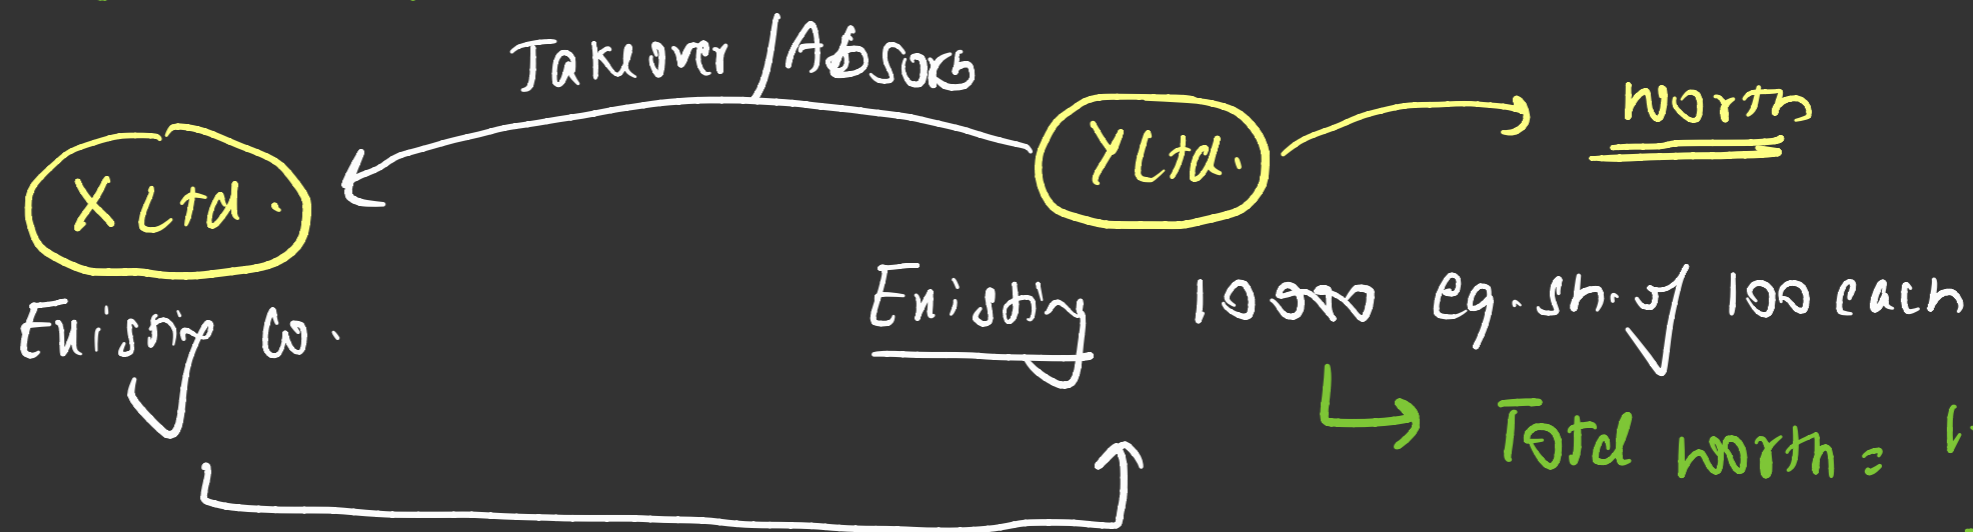 Takeover / Absorb
Worth
X Ltd.
Y Ltd.
Existing Co.
Existing
10000 eq. sh. of 100 each
Total worth =